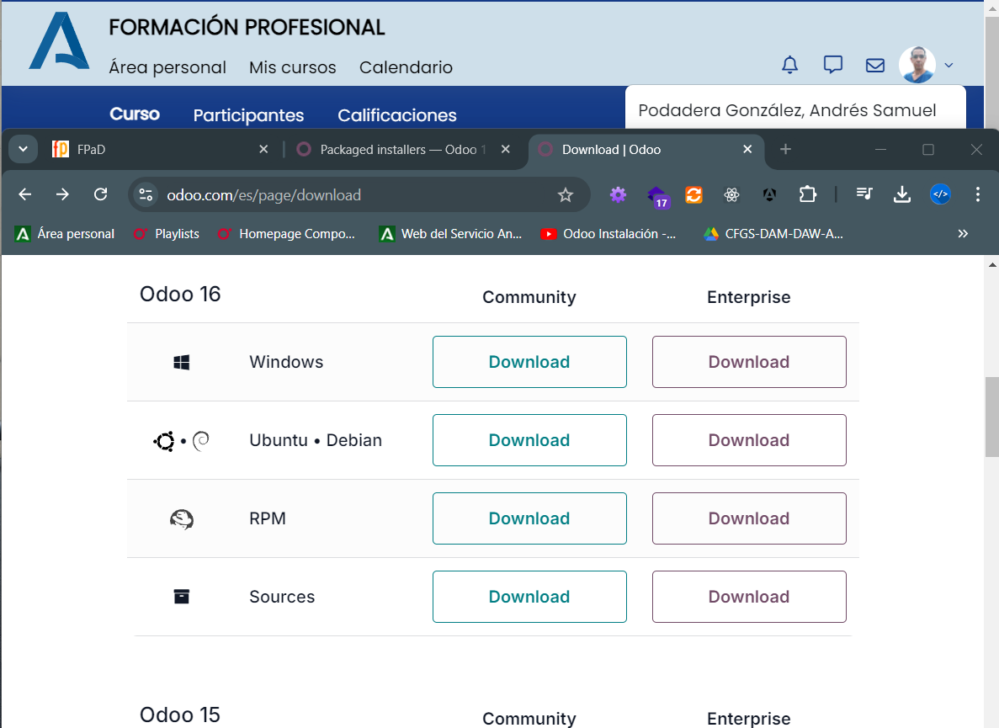 FORMACIÓN PROFESIONAL
Área personal Mis cursos Calendario
Curso Participantes Calificaciones
Podadera González, Andrés Samuel
FPaD
Packaged installers — Odoo 1
Download | Odoo
odoo.com/es/page/download
17
Área personal
Playlists
Homepage Compo...
Web del Servicio An...
Odoo Instalación -...
CFGS-DAM-DAW-A...
Odoo 16 Community Enterprise
Windows Download Download
Ubuntu • Debian Download Download
RPM Download Download
Sources Download Download
Odoo 15 Community Enterprise